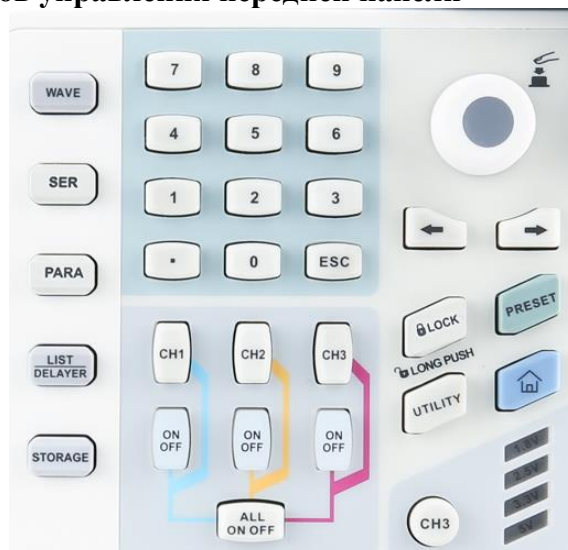 ов управления передней панели
WAVE
SER
PARA
LIST
DELAYER
STORAGE
7 8 9
4 5 6
1 2 3
. 0 ESC
CH1 CH2 CH3
ON
OFF
ON
OFF
ON
OFF
ALL
ON OFF
LOCK
LONG PUSH
UTILITY
PRESET
CH3
1.8V
2.5V
3.3V
5V